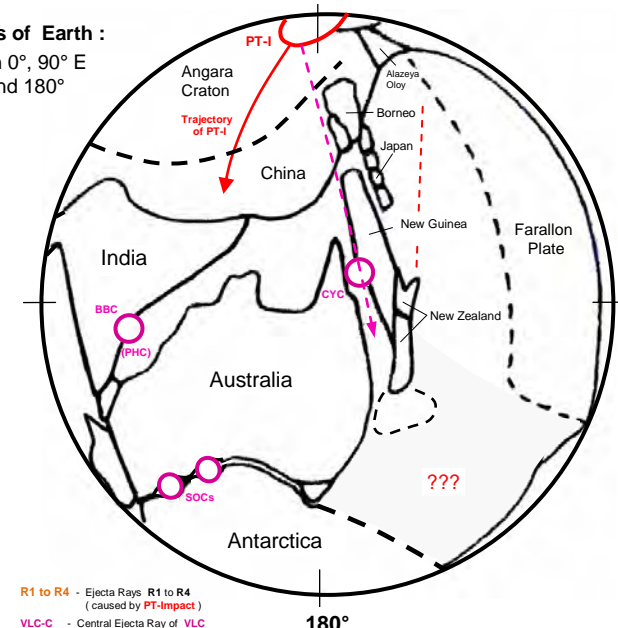 s of Earth :
0°, 90° E
nd 180°
PT-I
Angara
Craton
Alazeya
Oloy
Borneo
Trajectory
of PT-I
Japan
China
New Guinea
Farallon
Plate
India
BBC
(PHC)
CYC
New Zealand
Australia
???
SOCs
Antarctica
R1 to R4 - Ejecta Rays R1 to R4
( caused by PT-Impact )
VLC-C - Central Ejecta Ray of VLC
180°